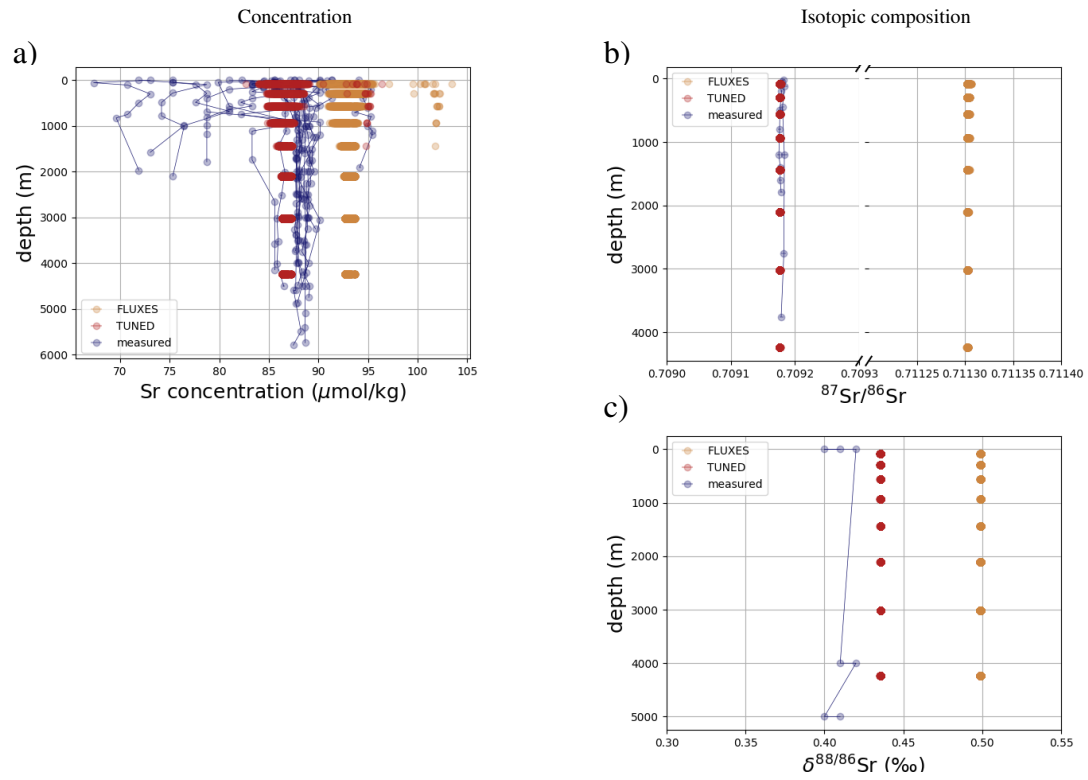 Concentration
Isotopic composition
a)
0
1000
2000
3000
4000
5000
6000
depth (m)
FLUXES
TUNED
measured
70
75
80
85
90
95
100
105
Sr concentration (μmol/kg)
b)
0
1000
2000
3000
4000
depth (m)
FLUXES
TUNED
measured
0.7090
0.7091
0.7092
0.7093
0.71125
0.71130
0.71135
0.71140
⁸⁷Sr/⁸⁶Sr
c)
0
1000
2000
3000
4000
5000
depth (m)
FLUXES
TUNED
measured
0.30
0.35
0.40
0.45
0.50
0.55
δ⁸⁸/⁸⁶Sr (‰)